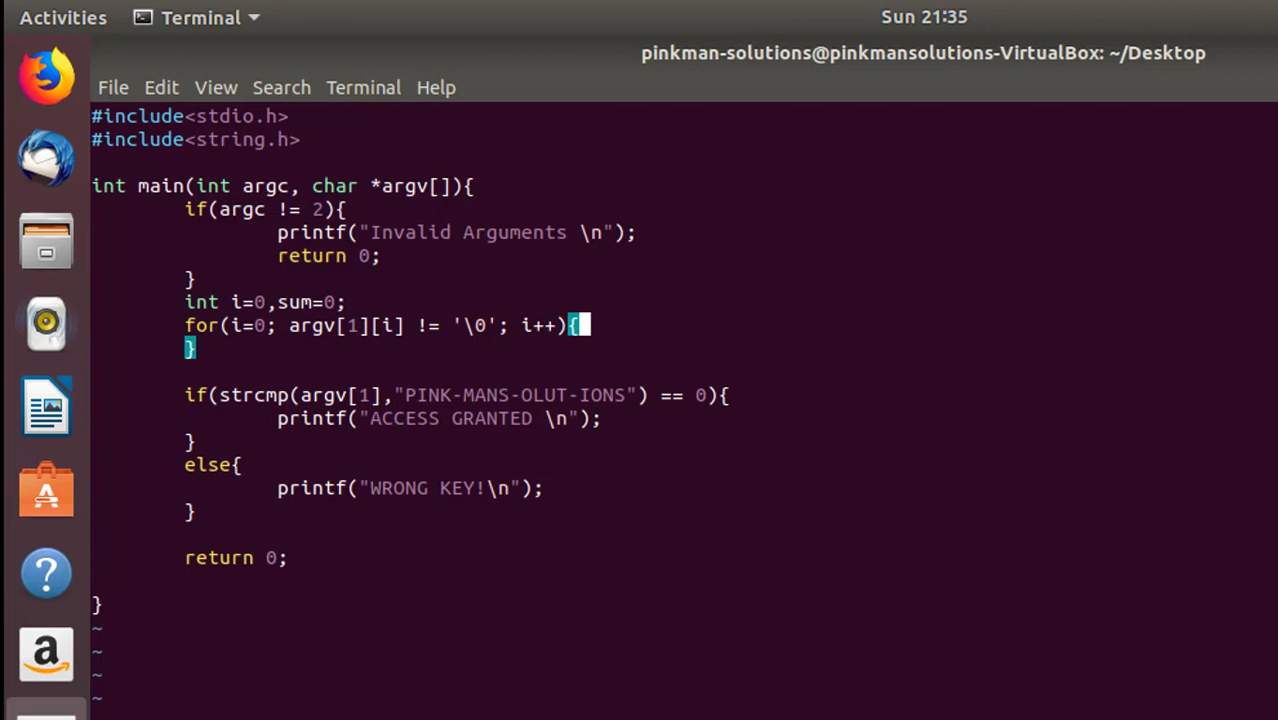 Activities Terminal Sun 21:35
pinkman-solutions@pinkmansolutions-VirtualBox: ~/Desktop
File Edit View Search Terminal Help
#include<stdio.h>
#include<string.h>
int main(int argc, char *argv[]){
if(argc != 2){
printf("Invalid Arguments \n");
return 0;
}
int i=0,sum=0;
for(i=0; argv[1][i] != '\0'; i++){
}
if(strcmp(argv[1],"PINK-MANS-OLUT-IONS") == 0){
printf("ACCESS GRANTED \n");
}
else{
printf("WRONG KEY!\n");
}
return 0;
}
~
~
~
~